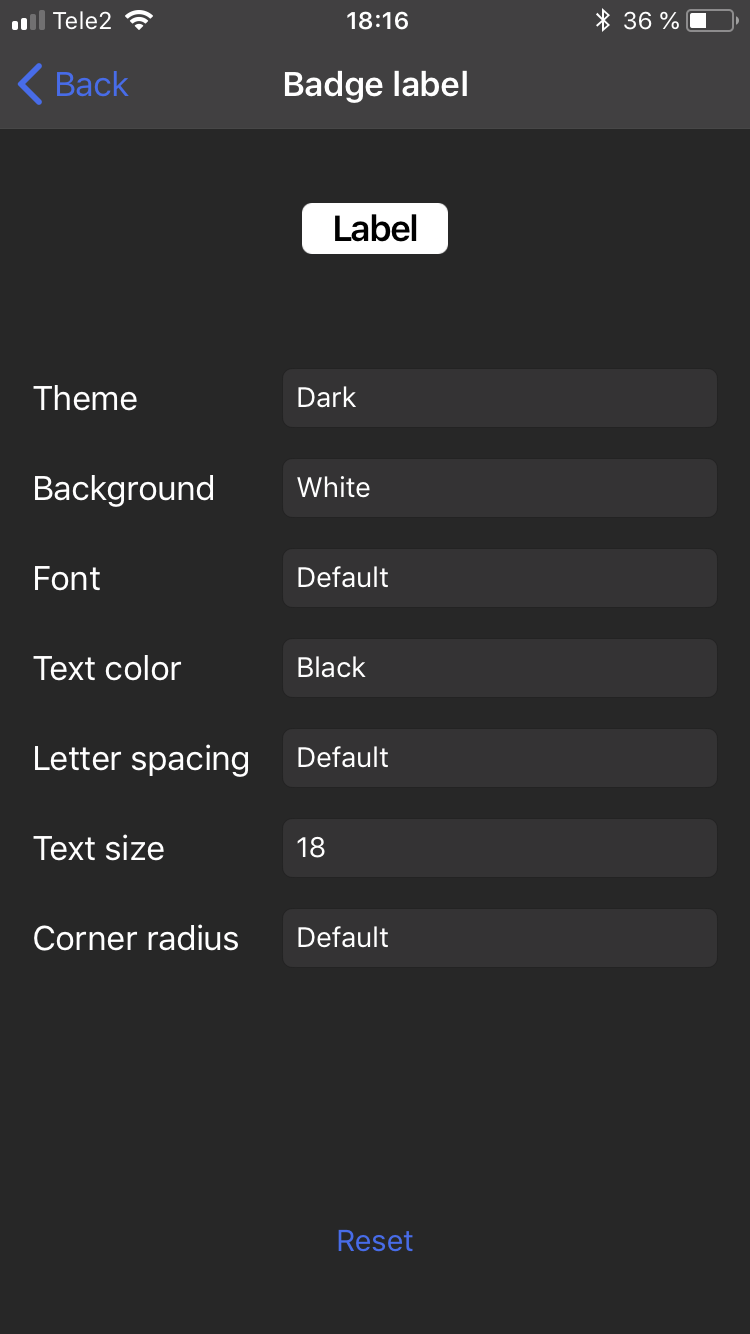 Tele2 18:16 36 %
Back Badge label
Label
Theme Dark
Background White
Font Default
Text color Black
Letter spacing Default
Text size 18
Corner radius Default
Reset